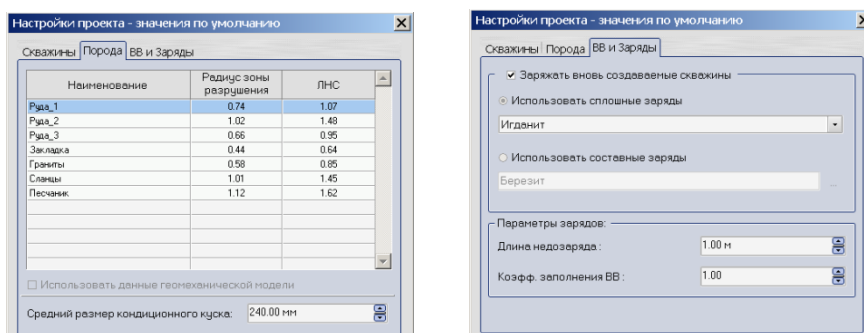 Настройки проекта - значения по умолчанию
Скважины Порода ВВ и Заряды
Наименование Радиус зоны разрушения ЛНС
Руда_1 0.74 1.07
Руда_2 1.02 1.48
Руда_3 0.66 0.95
Закладка 0.44 0.64
Граниты 0.58 0.85
Сланцы 1.01 1.45
Песчаник 1.12 1.62
Использовать данные геомеханической модели
Средний размер кондиционного куска: 240.00 мм
Настройки проекта - значения по умолчанию
Скважины Порода ВВ и Заряды
Заряжать вновь создаваемые скважины
Использовать сплошные заряды
Игданит
Использовать составные заряды
Березит ...
Параметры зарядов:
Длина недозаряда : 1.00 м
Коэфф. заполнения ВВ : 1.00